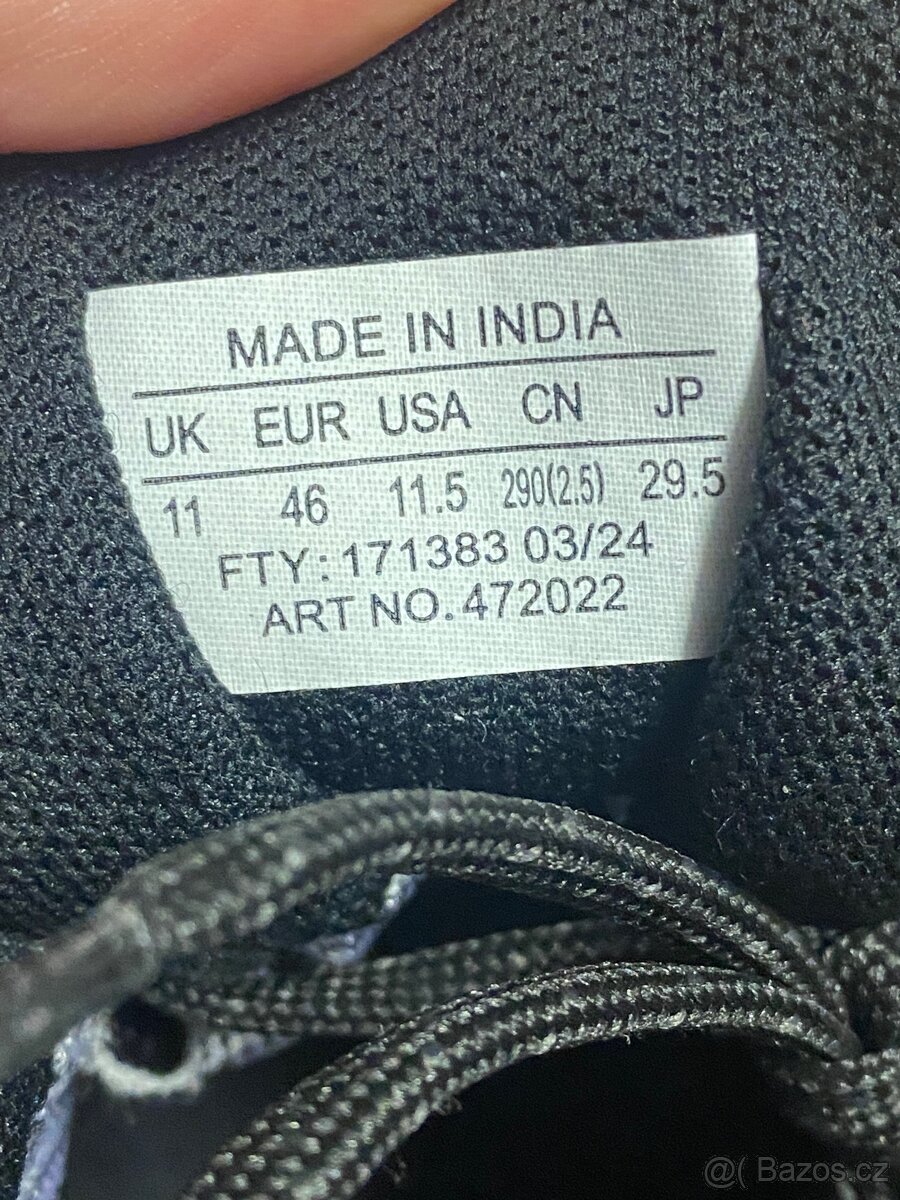 MADE IN INDIA
UK EUR USA CN JP
11 46 11.5 290(2.5) 29.5
FTY: 171383 03/24
ART NO. 472022
@( Bazos.cz